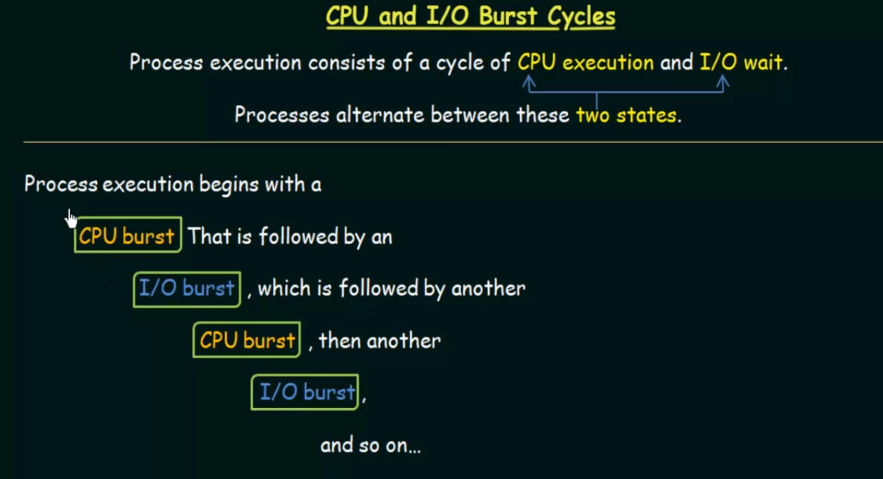 CPU and I/O Burst Cycles
Process execution consists of a cycle of CPU execution and I/O wait.
Processes alternate between these two states.
Process execution begins with a
CPU burst That is followed by an
I/O burst , which is followed by another
CPU burst , then another
I/O burst ,
and so on...